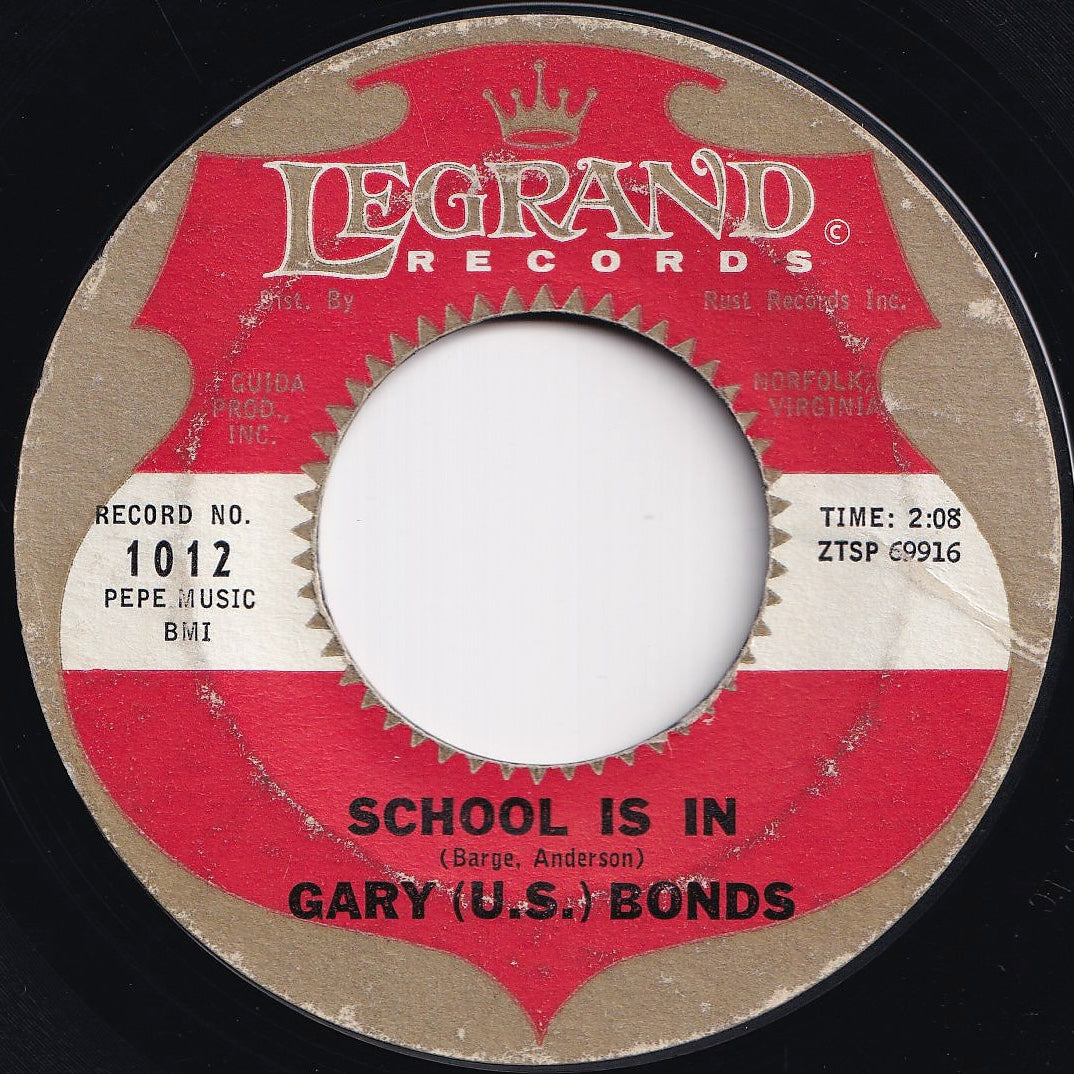 LEGRAND
RECORDS ©
Dist. By Rust Records Inc.
GUIDA
PROD.,
INC.
NORFOLK,
VIRGINIA
RECORD NO.
1012
PEPE MUSIC
BMI
TIME: 2:08
ZTSP 69916
SCHOOL IS IN
(Barge, Anderson)
GARY (U.S.) BONDS